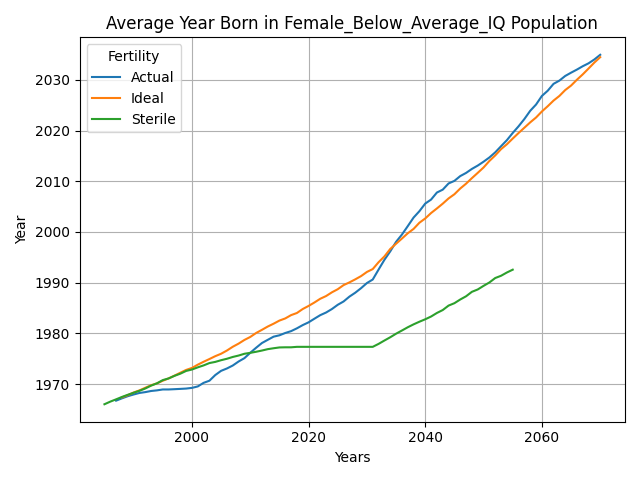 Average Year Born in Female_Below_Average_IQ Population
Fertility
Actual
Ideal
Sterile
Year
2030
2020
2010
2000
1990
1980
1970
2000
2020
2040
2060
Years